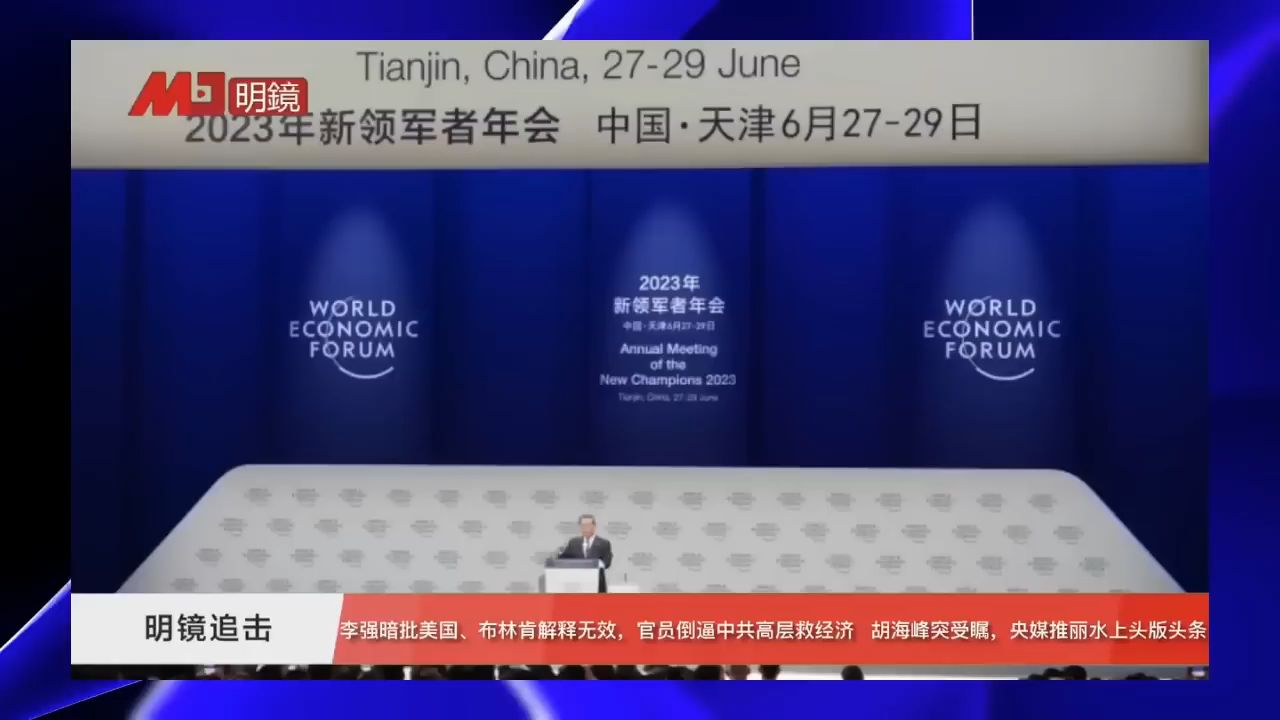 Tianjin, China, 27-29 June
明鏡
2023年新领军者年会 中国·天津6月27-29日
WORLD
ECONOMIC
FORUM
2023年
新领军者年会
中国·天津6月27-29日
Annual Meeting
of the
New Champions 2023
Tianjin, China, 27-29 June
WORLD
ECONOMIC
FORUM
明镜追击
李强暗批美国、布林肯解释无效，官员倒逼中共高层救经济 胡海峰突受瞩，央媒推丽水上头版头条